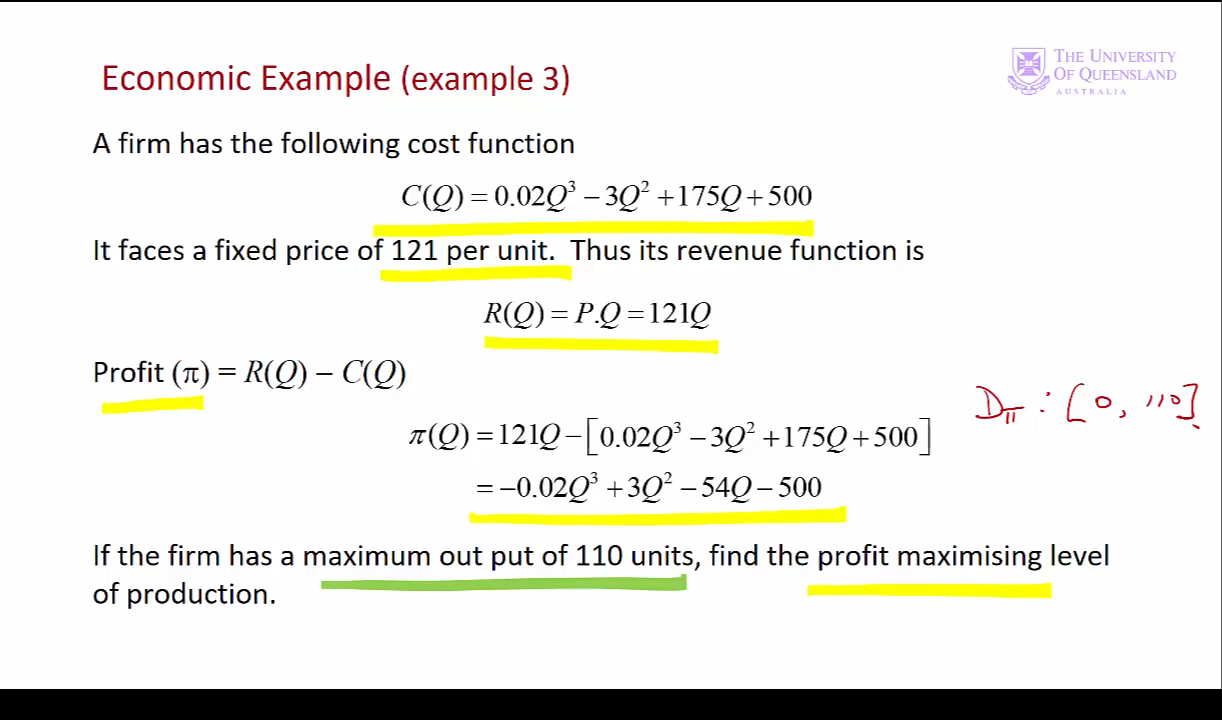 THE UNIVERSITY
OF QUEENSLAND
AUSTRALIA
Economic Example (example 3)
A firm has the following cost function
C(Q) = 0.02Q³ − 3Q² + 175Q + 500
It faces a fixed price of 121 per unit. Thus its revenue function is
R(Q) = P.Q = 121Q
Profit (π) = R(Q) − C(Q)
D_π : [0, 110]
π(Q) = 121Q − [0.02Q³ − 3Q² + 175Q + 500]
= −0.02Q³ + 3Q² − 54Q − 500
If the firm has a maximum out put of 110 units, find the profit maximising level
of production.